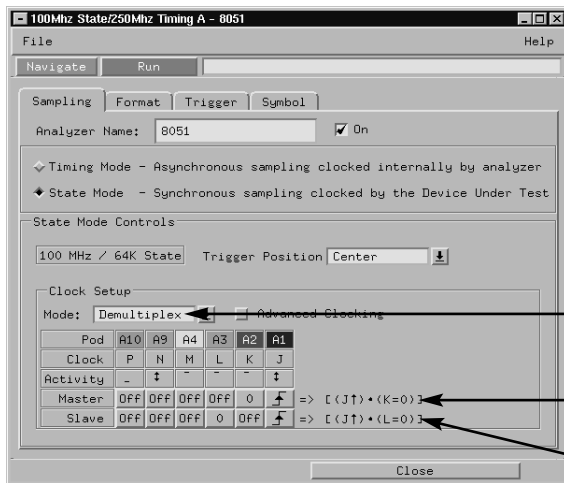 100Mhz State/250Mhz Timing A - 8051
File Help
Navigate Run
Sampling Format Trigger Symbol
Analyzer Name: 8051 On
Timing Mode - Asynchronous sampling clocked internally by analyzer
State Mode - Synchronous sampling clocked by the Device Under Test
State Mode Controls
100 MHz / 64K State Trigger Position Center
Clock Setup
Mode: Demultiplex Advanced Clocking
Pod A10 A9 A4 A3 A2 A1
Clock P N M L K J
Activity _ ↕ ¯ ¯ ¯ ↕
Master Off Off Off Off 0 => [(J↑)•(K=0)]
Slave Off Off Off 0 Off => [(J↑)•(L=0)]
Close